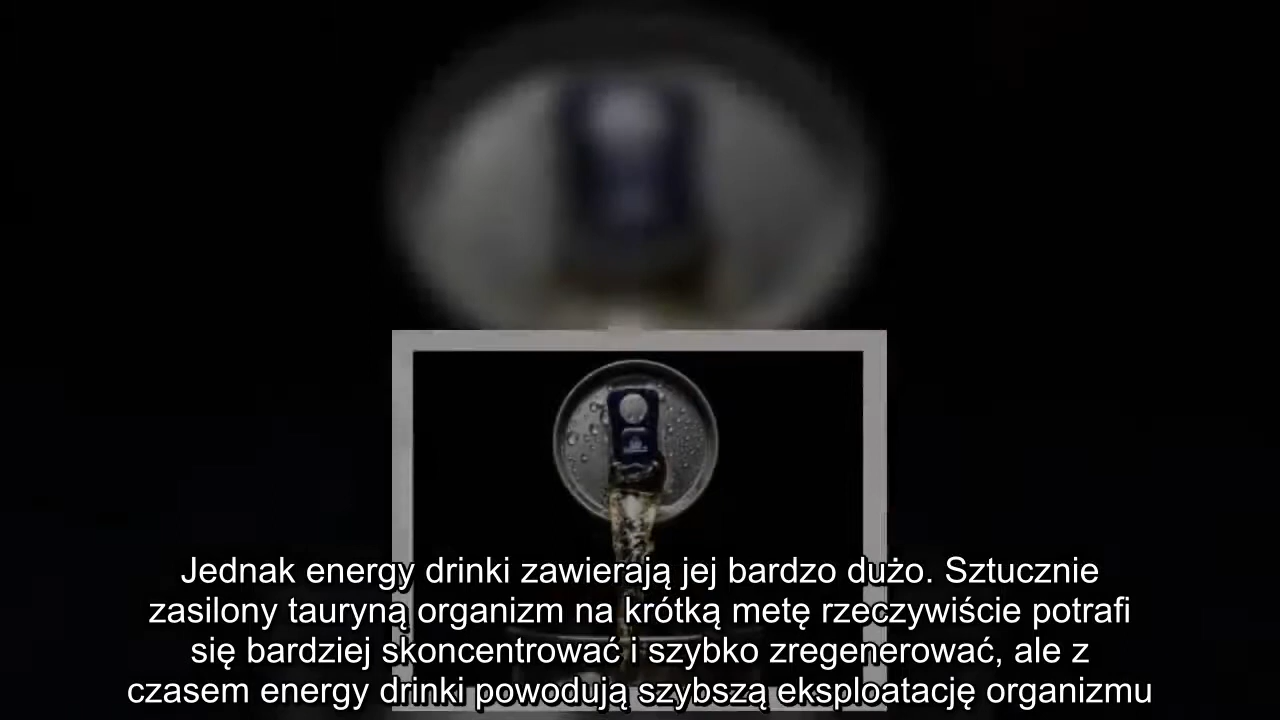 Jednak energy drinki zawierają jej bardzo dużo. Sztucznie
zasilony tauryną organizm na krótką metę rzeczywiście potrafi
się bardziej skoncentrować i szybko zregenerować, ale z
czasem energy drinki powodują szybszą eksploatację organizmu